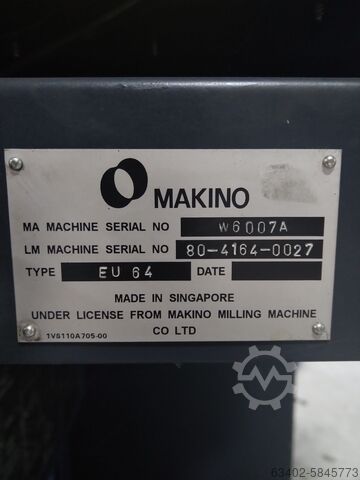 MAKINO
MA MACHINE SERIAL NO W6007A
LM MACHINE SERIAL NO 80-4164-0027
TYPE EU 64 DATE
MADE IN SINGAPORE
UNDER LICENSE FROM MAKINO MILLING MACHINE
CO LTD
1VS110A705-00
63402-5845773